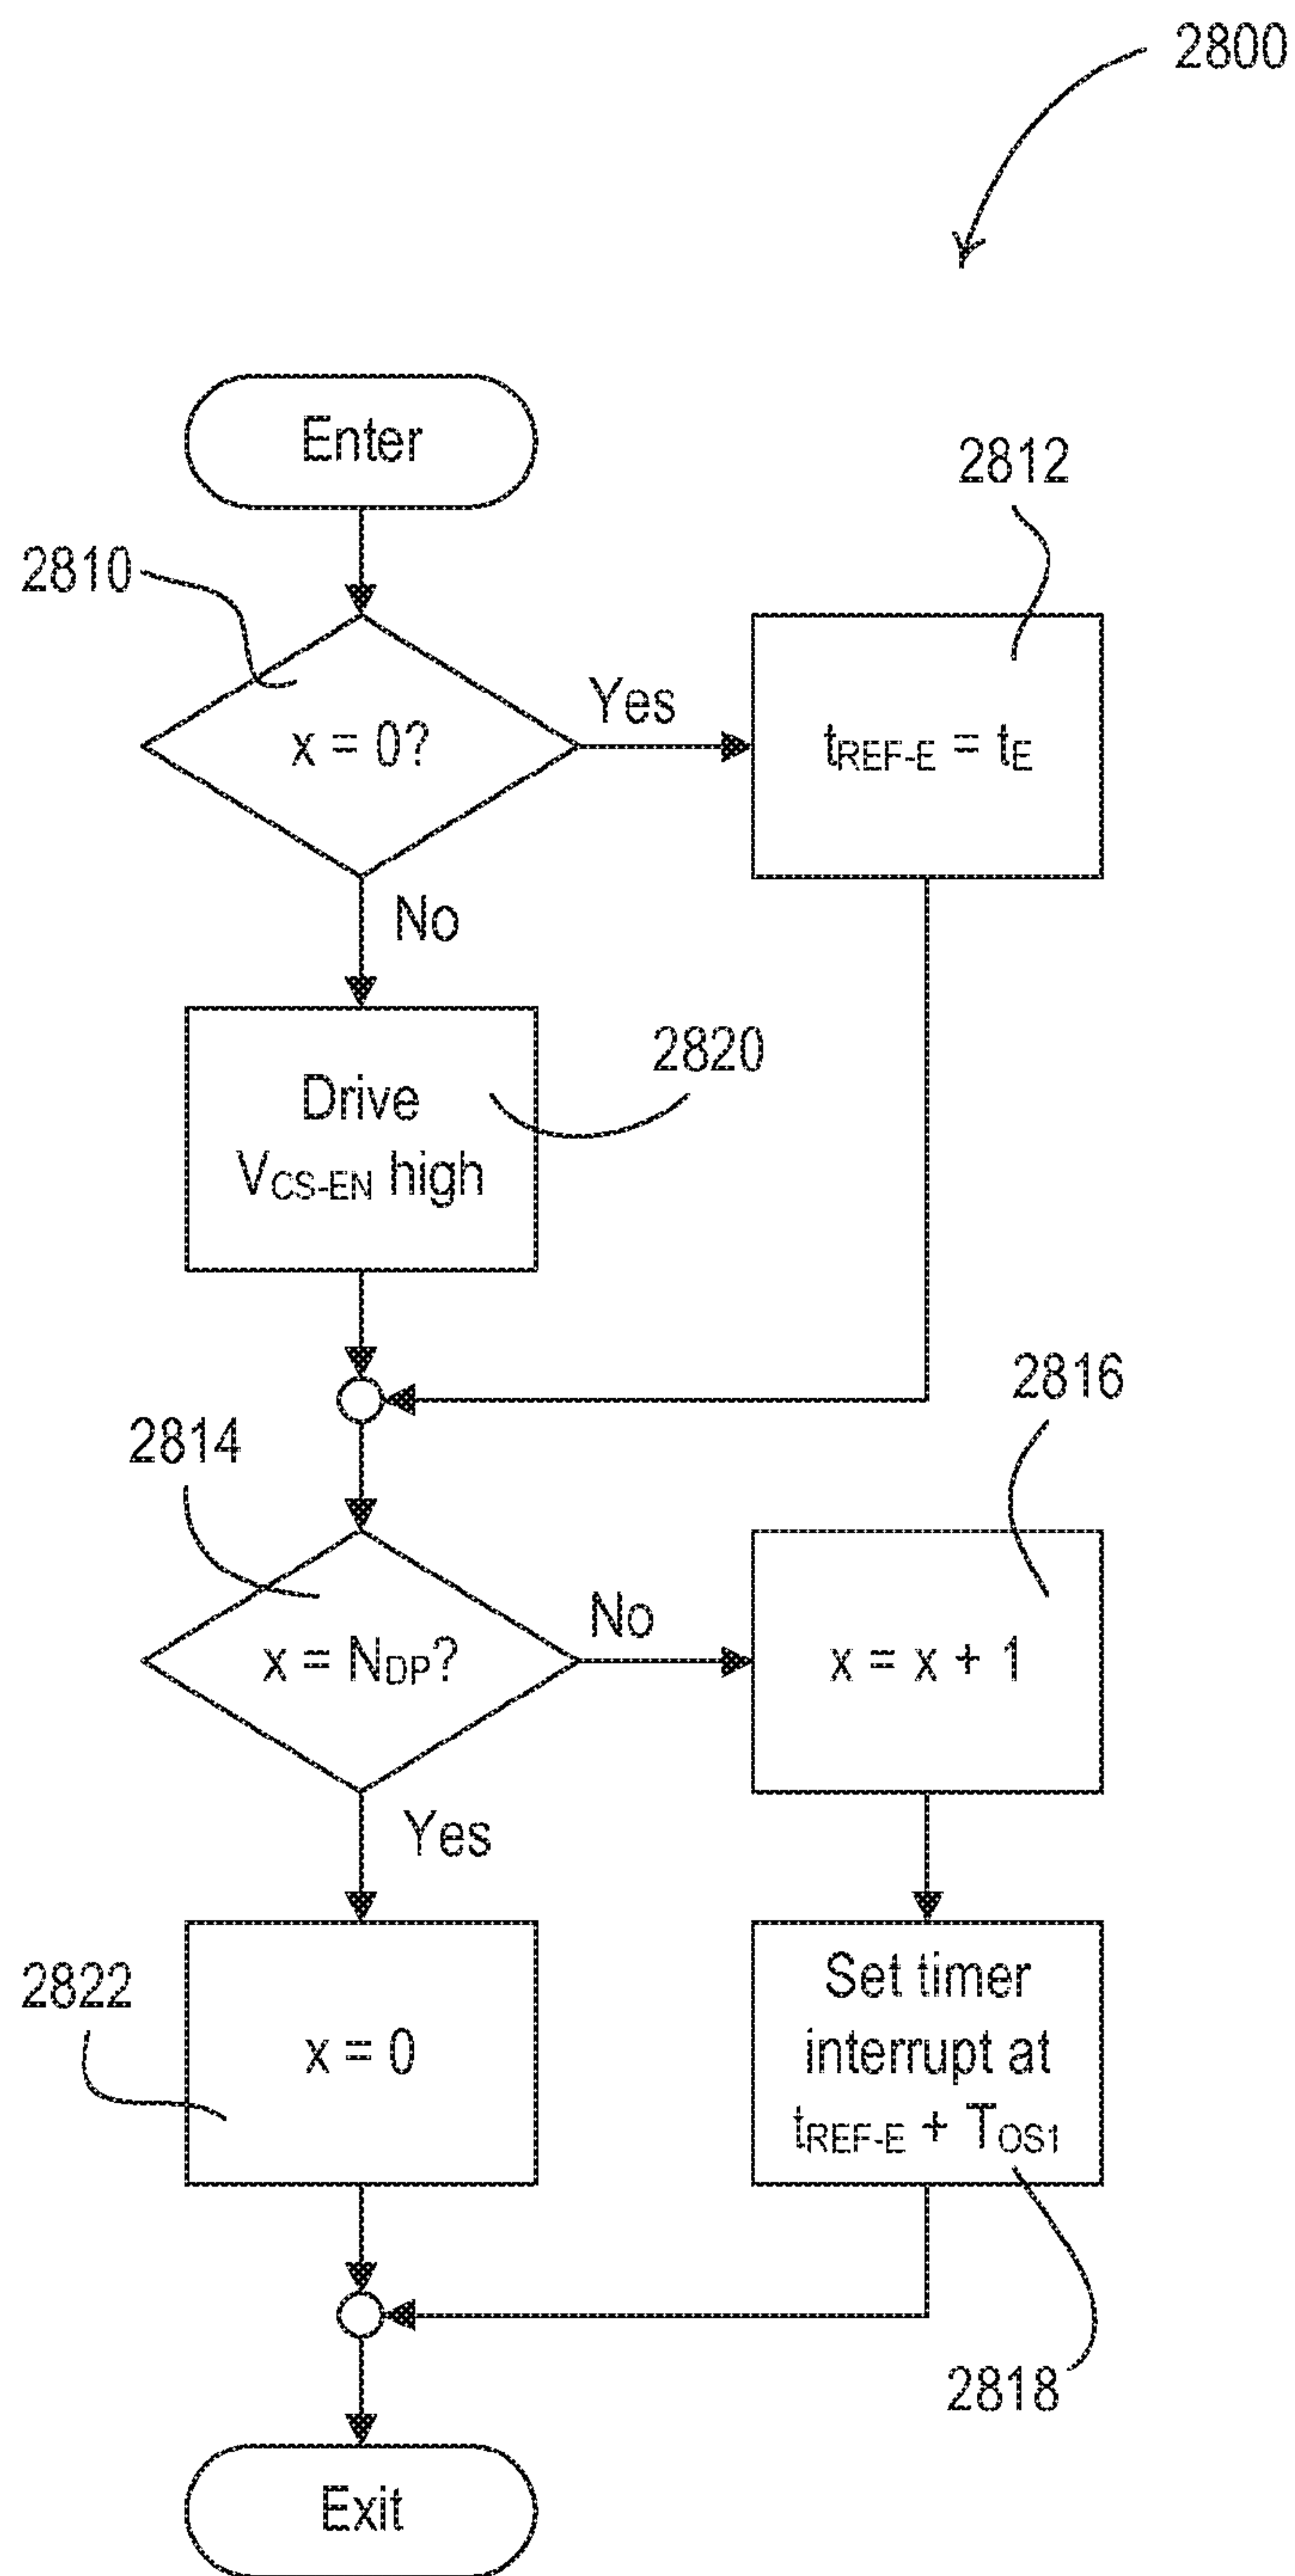 2800
Enter
2812
2810
x = 0?
Yes
tREF-E = tE
No
2820
Drive
VCS-EN high
2816
2814
x = NDP?
No
x = x + 1
Yes
2822
x = 0
Set timer
interrupt at
tREF-E + TOS1
2818
Exit